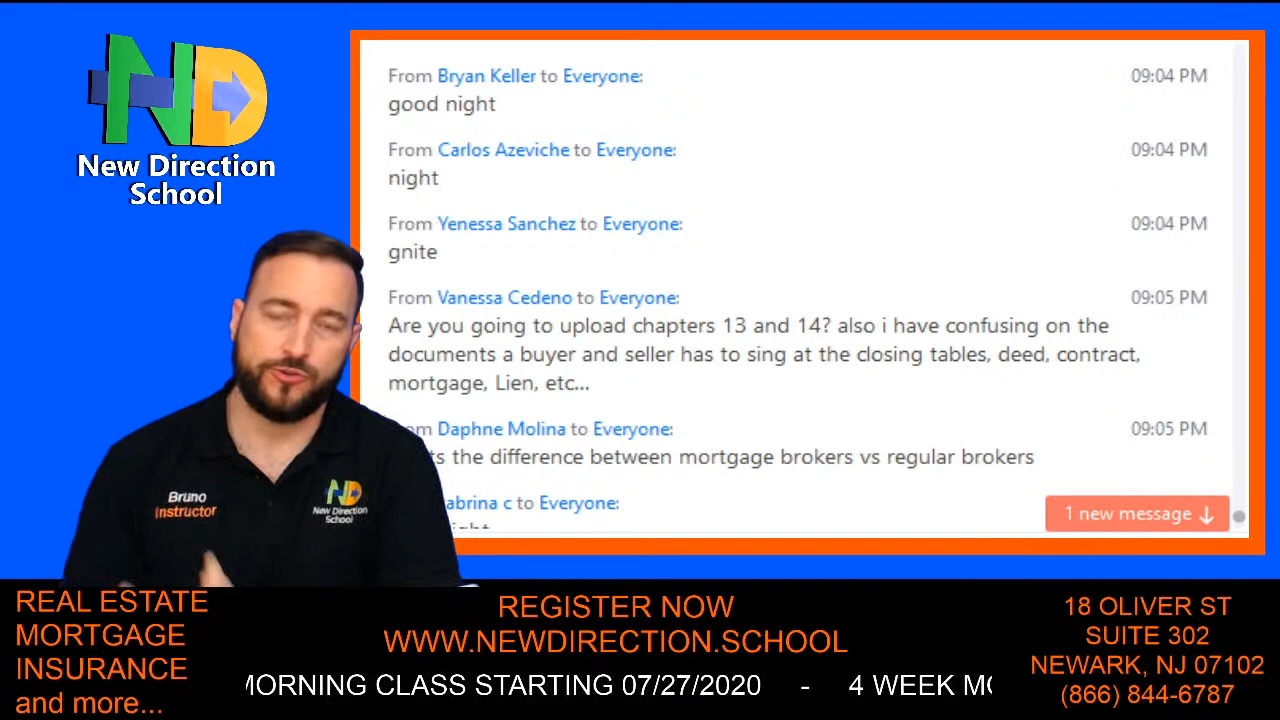 ND
New Direction
School
From Bryan Keller to Everyone: 09:04 PM
good night
From Carlos Azeviche to Everyone: 09:04 PM
night
From Yenessa Sanchez to Everyone: 09:04 PM
gnite
From Vanessa Cedeno to Everyone: 09:05 PM
Are you going to upload chapters 13 and 14? also i have confusing on the
documents a buyer and seller has to sing at the closing tables, deed, contract,
mortgage, Lien, etc...
Daphne Molina to Everyone: 09:05 PM
the difference between mortgage brokers vs regular brokers
c to Everyone:
1 new message ↓
Bruno
Instructor
ND
New Direction
School
REAL ESTATE
MORTGAGE
INSURANCE
and more...
REGISTER NOW
WWW.NEWDIRECTION.SCHOOL
MORNING CLASS STARTING 07/27/2020 - 4 WEEK
18 OLIVER ST
SUITE 302
NEWARK, NJ 07102
(866) 844-6787